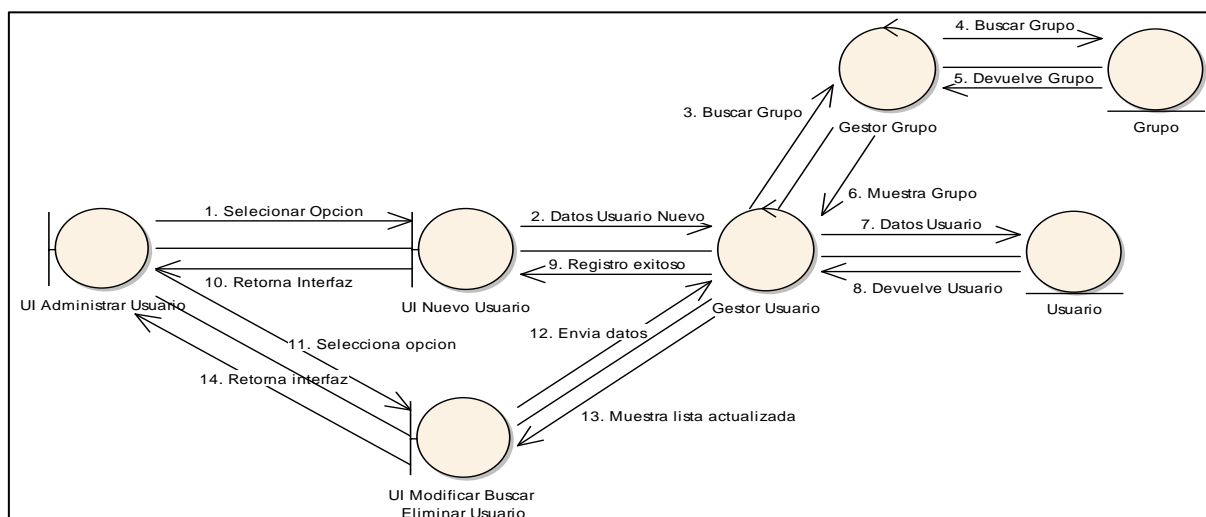 4. Buscar Grupo
5. Devuelve Grupo
3. Buscar Grupo
Gestor Grupo
Grupo
6. Muestra Grupo
1. Selecionar Opcion
2. Datos Usuario Nuevo
7. Datos Usuario
10. Retorna Interfaz
9. Registro exitoso
8. Devuelve Usuario
UI Administrar Usuario
UI Nuevo Usuario
Gestor Usuario
Usuario
11. Selecciona opcion
12. Envia datos
14. Retorna interfaz
13. Muestra lista actualizada
UI Modificar Buscar
Eliminar Usuario